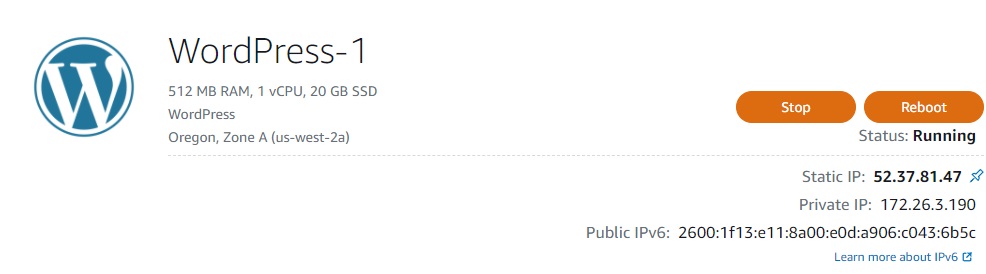 WordPress-1
512 MB RAM, 1 vCPU, 20 GB SSD
WordPress
Oregon, Zone A (us-west-2a)
Stop
Reboot
Status: Running
Static IP: 52.37.81.47
Private IP: 172.26.3.190
Public IPv6: 2600:1f13:e11:8a00:e0d:a906:c043:6b5c
Learn more about IPv6